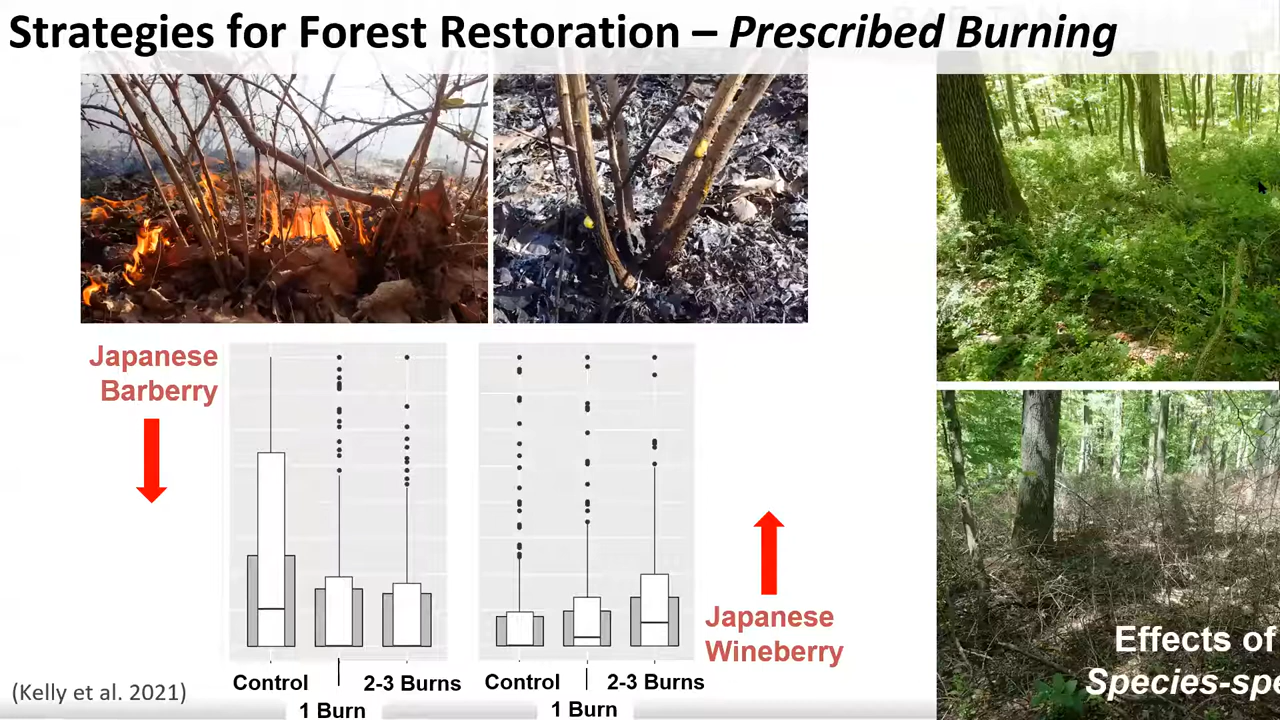 Strategies for Forest Restoration – Prescribed Burning
Japanese
Barberry
Japanese
Wineberry
Control
1 Burn
2-3 Burns
Control
1 Burn
2-3 Burns
(Kelly et al. 2021)
Effects of
Species-spe